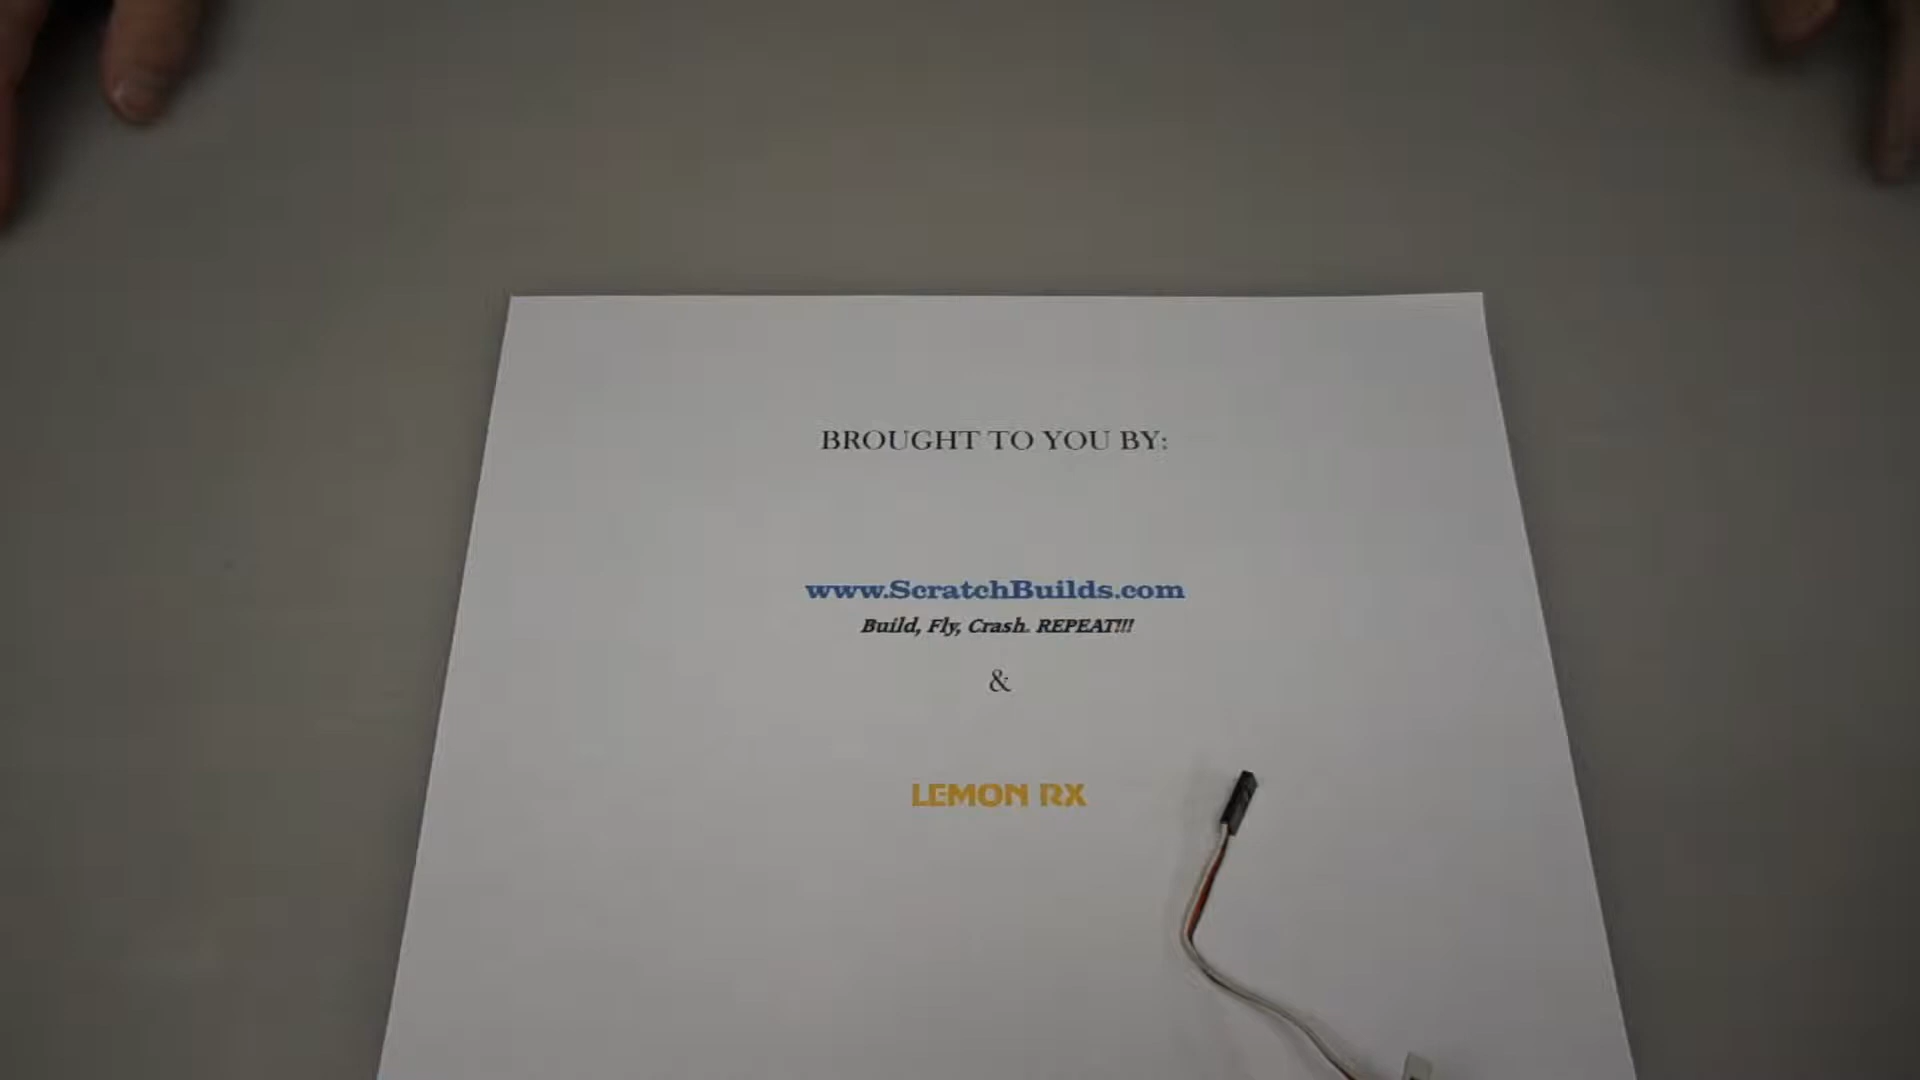 BROUGHT TO YOU BY:
www.ScratchBuilds.com
Build, Fly, Crash. REPEAT!!!
&
LEMON RX